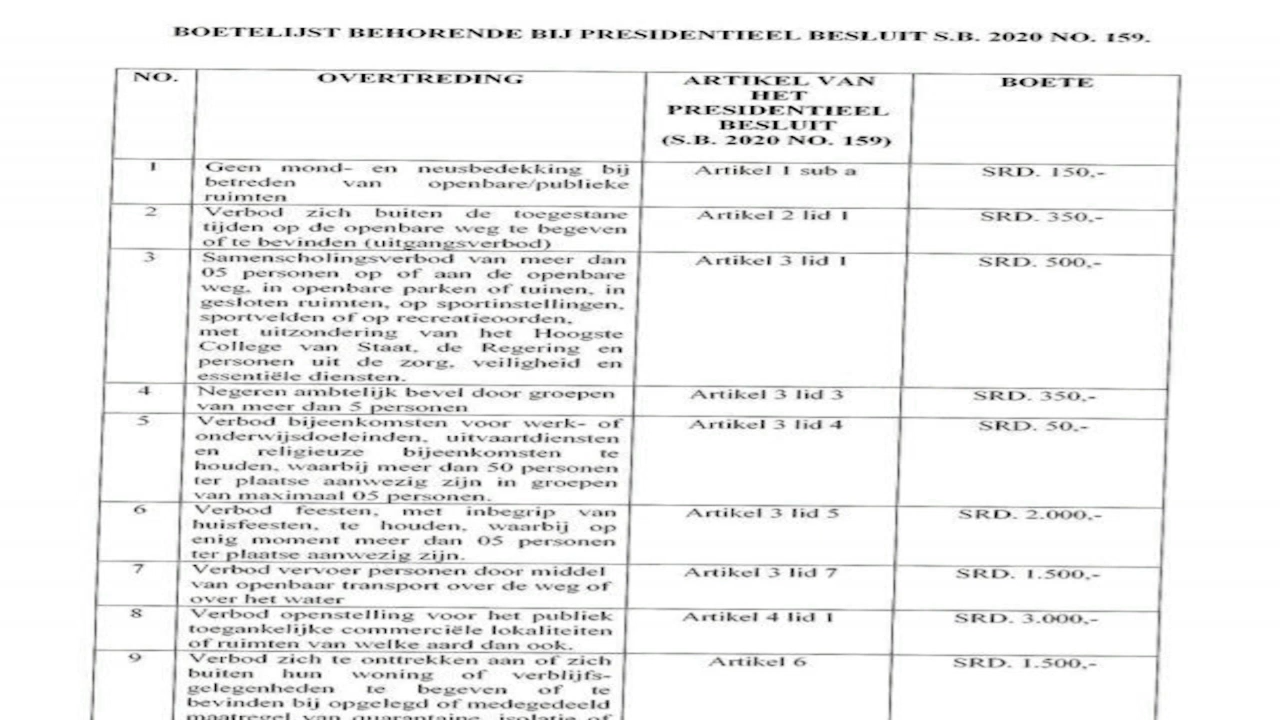 BOETELIJST BEHORENDE BIJ PRESIDENTIEEL BESLUIT S.B. 2020 NO. 159.
NO.
OVERTREDING
ARTIKEL VAN
HET
PRESIDENTIEEL
BESLUIT
(S.B. 2020 NO. 159)
BOETE
1
Geen mond- en neusbedekking bij
betreden van openbare/publieke
ruimten
Artikel 1 sub a
SRD. 150,-
2
Verbod zich buiten de toegestane
tijden op de openbare weg te begeven
of te bevinden (uitgangsverbod)
Artikel 2 lid 1
SRD. 350,-
3
Samenscholingsverbod van meer dan
05 personen op of aan de openbare
weg, in openbare parken of tuinen, in
gesloten ruimten, op sportinstellingen,
sportvelden of op recreatieoorden,
met uitzondering van het Hoogste
College van Staat, de Regering en
personen uit de zorg, veiligheid en
essentiële diensten.
Artikel 3 lid 1
SRD. 500,-
4
Negeren ambtelijk bevel door groepen
van meer dan 5 personen
Artikel 3 lid 3
SRD. 350,-
5
Verbod bijeenkomsten voor werk- of
onderwijsdoeleinden, uitvaartdiensten
en religieuze bijeenkomsten te
houden, waarbij meer dan 50 personen
ter plaatse aanwezig zijn in groepen
van maximaal 05 personen.
Artikel 3 lid 4
SRD. 50,-
6
Verbod feesten, met inbegrip van
huisfeesten, te houden, waarbij op
enig moment meer dan 05 personen
ter plaatse aanwezig zijn.
Artikel 3 lid 5
SRD. 2.000,-
7
Verbod vervoer personen door middel
van openbaar transport over de weg of
over het water
Artikel 3 lid 7
SRD. 1.500,-
8
Verbod openstelling voor het publiek
toegankelijke commerciële lokaliteiten
of ruimten van welke aard dan ook.
Artikel 4 lid 1
SRD. 3.000,-
9
Verbod zich te onttrekken aan of zich
buiten hun woning of verblijfs-
gelegenheden te begeven of te
bevinden bij opgelegd of medegedeeld
maatregel van quarantaine, isolatie of
Artikel 6
SRD. 1.500,-